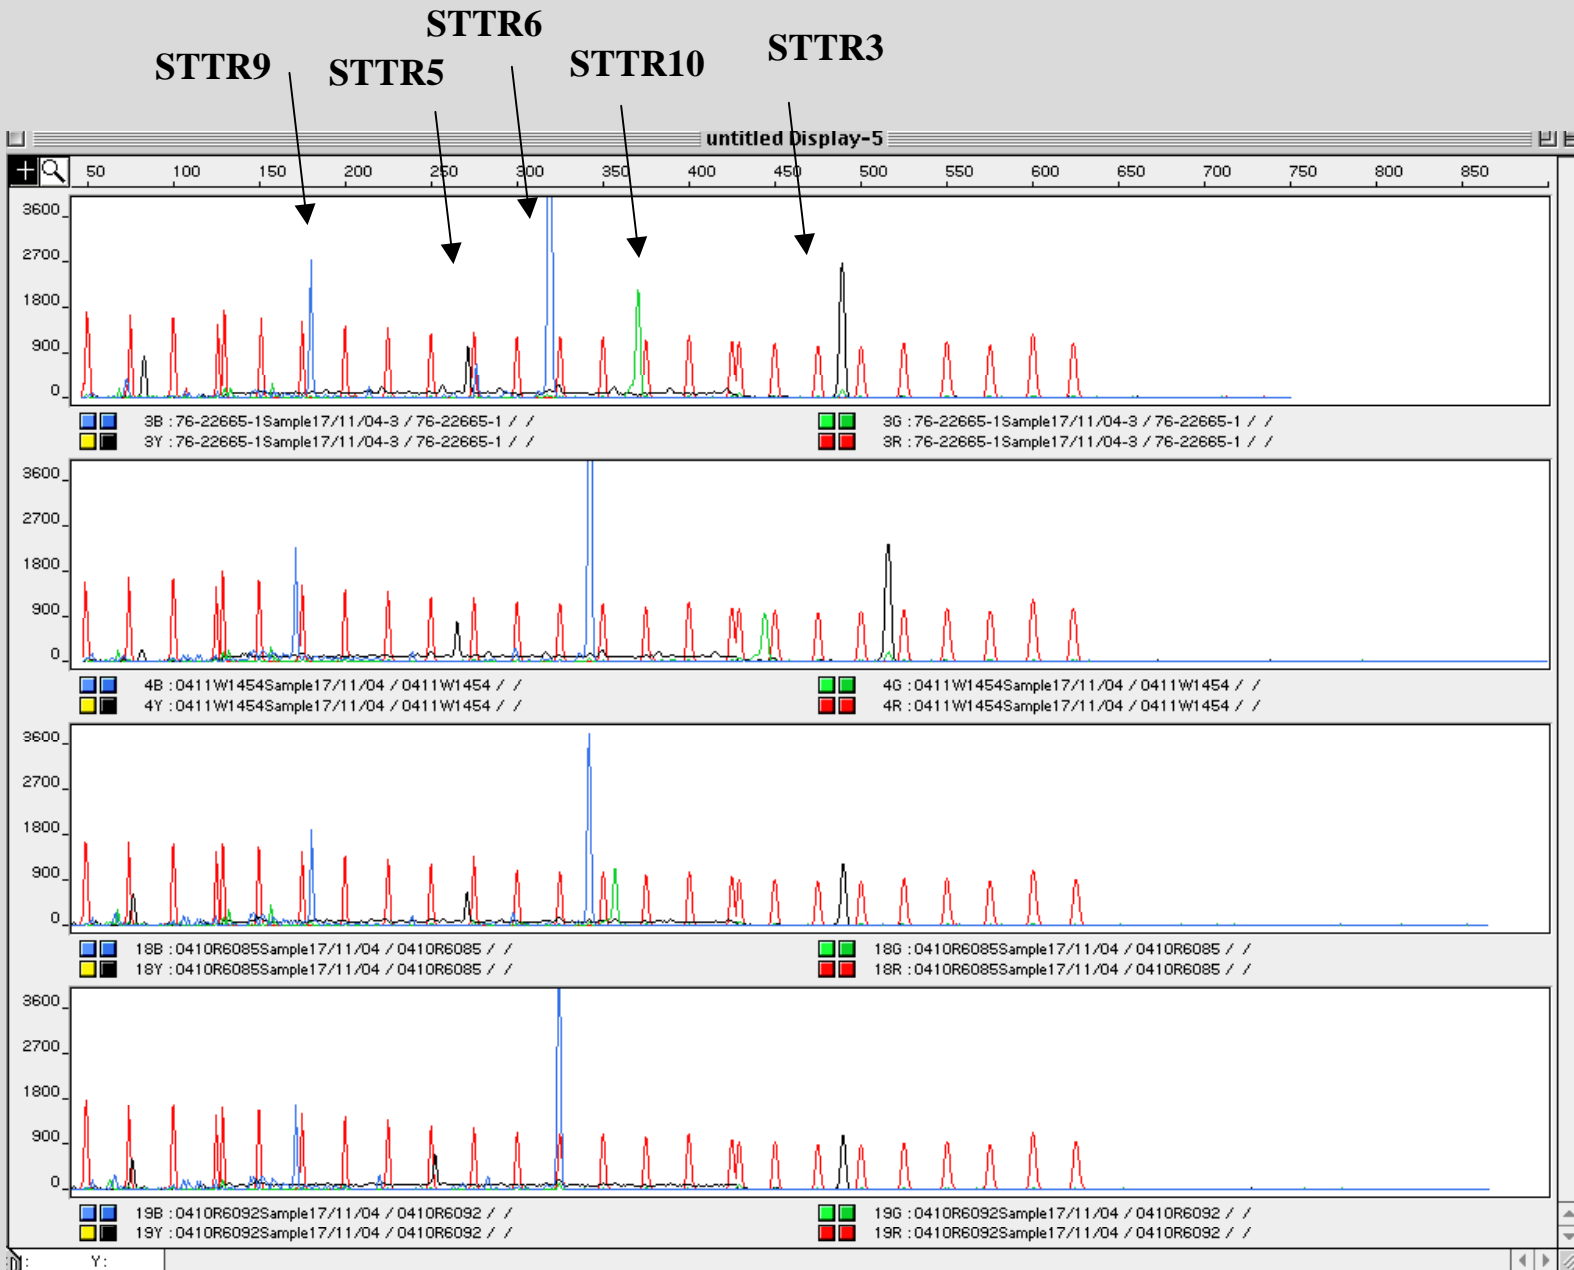 STTR6
STTR3
STTR9 STTR5 STTR10
untitled Display-5
50 100 150 200 250 300 350 400 450 500 550 600 650 700 750 800 850
3600
2700
1800
900
0
3B : 76-22665-1Sample17/11/04-3 / 76-22665-1 / / 3G : 76-22665-1Sample17/11/04-3 / 76-22665-1 / /
3Y : 76-22665-1Sample17/11/04-3 / 76-22665-1 / / 3R : 76-22665-1Sample17/11/04-3 / 76-22665-1 / /
3600
2700
1800
900
0
4B : 0411W1454Sample17/11/04 / 0411W1454 / / 4G : 0411W1454Sample17/11/04 / 0411W1454 / /
4Y : 0411W1454Sample17/11/04 / 0411W1454 / / 4R : 0411W1454Sample17/11/04 / 0411W1454 / /
3600
2700
1800
900
0
18B : 0410R6085Sample17/11/04 / 0410R6085 / / 18G : 0410R6085Sample17/11/04 / 0410R6085 / /
18Y : 0410R6085Sample17/11/04 / 0410R6085 / / 18R : 0410R6085Sample17/11/04 / 0410R6085 / /
3600
2700
1800
900
0
19B : 0410R6092Sample17/11/04 / 0410R6092 / / 19G : 0410R6092Sample17/11/04 / 0410R6092 / /
19Y : 0410R6092Sample17/11/04 / 0410R6092 / / 19R : 0410R6092Sample17/11/04 / 0410R6092 / /
Y: